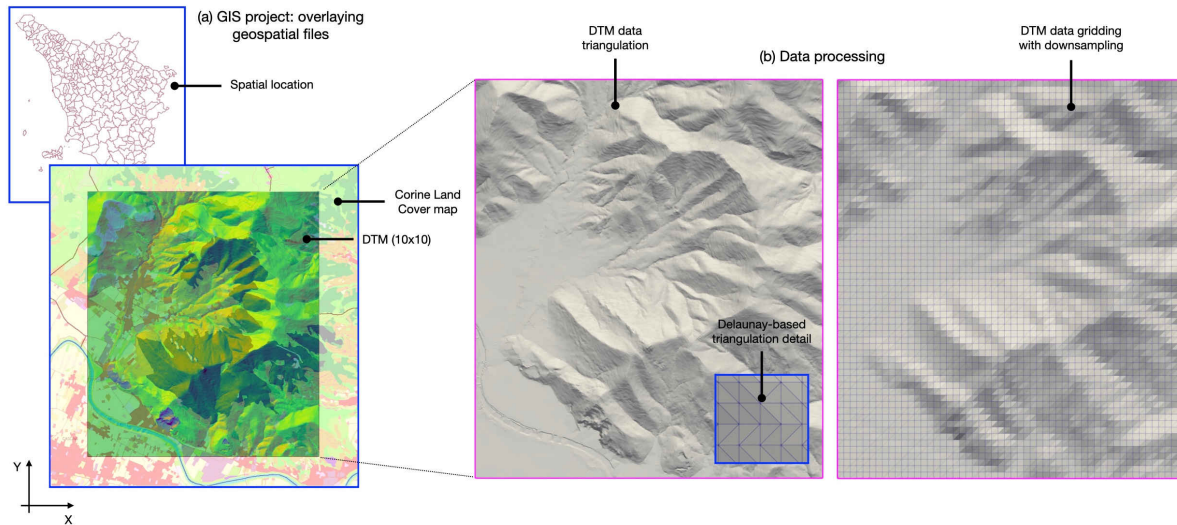 (a) GIS project: overlaying
geospatial files
Spatial location
Corine Land
Cover map
DTM (10x10)
Y
X
DTM data
triangulation
(b) Data processing
DTM data gridding
with downsampling
Delaunay-based
triangulation detail